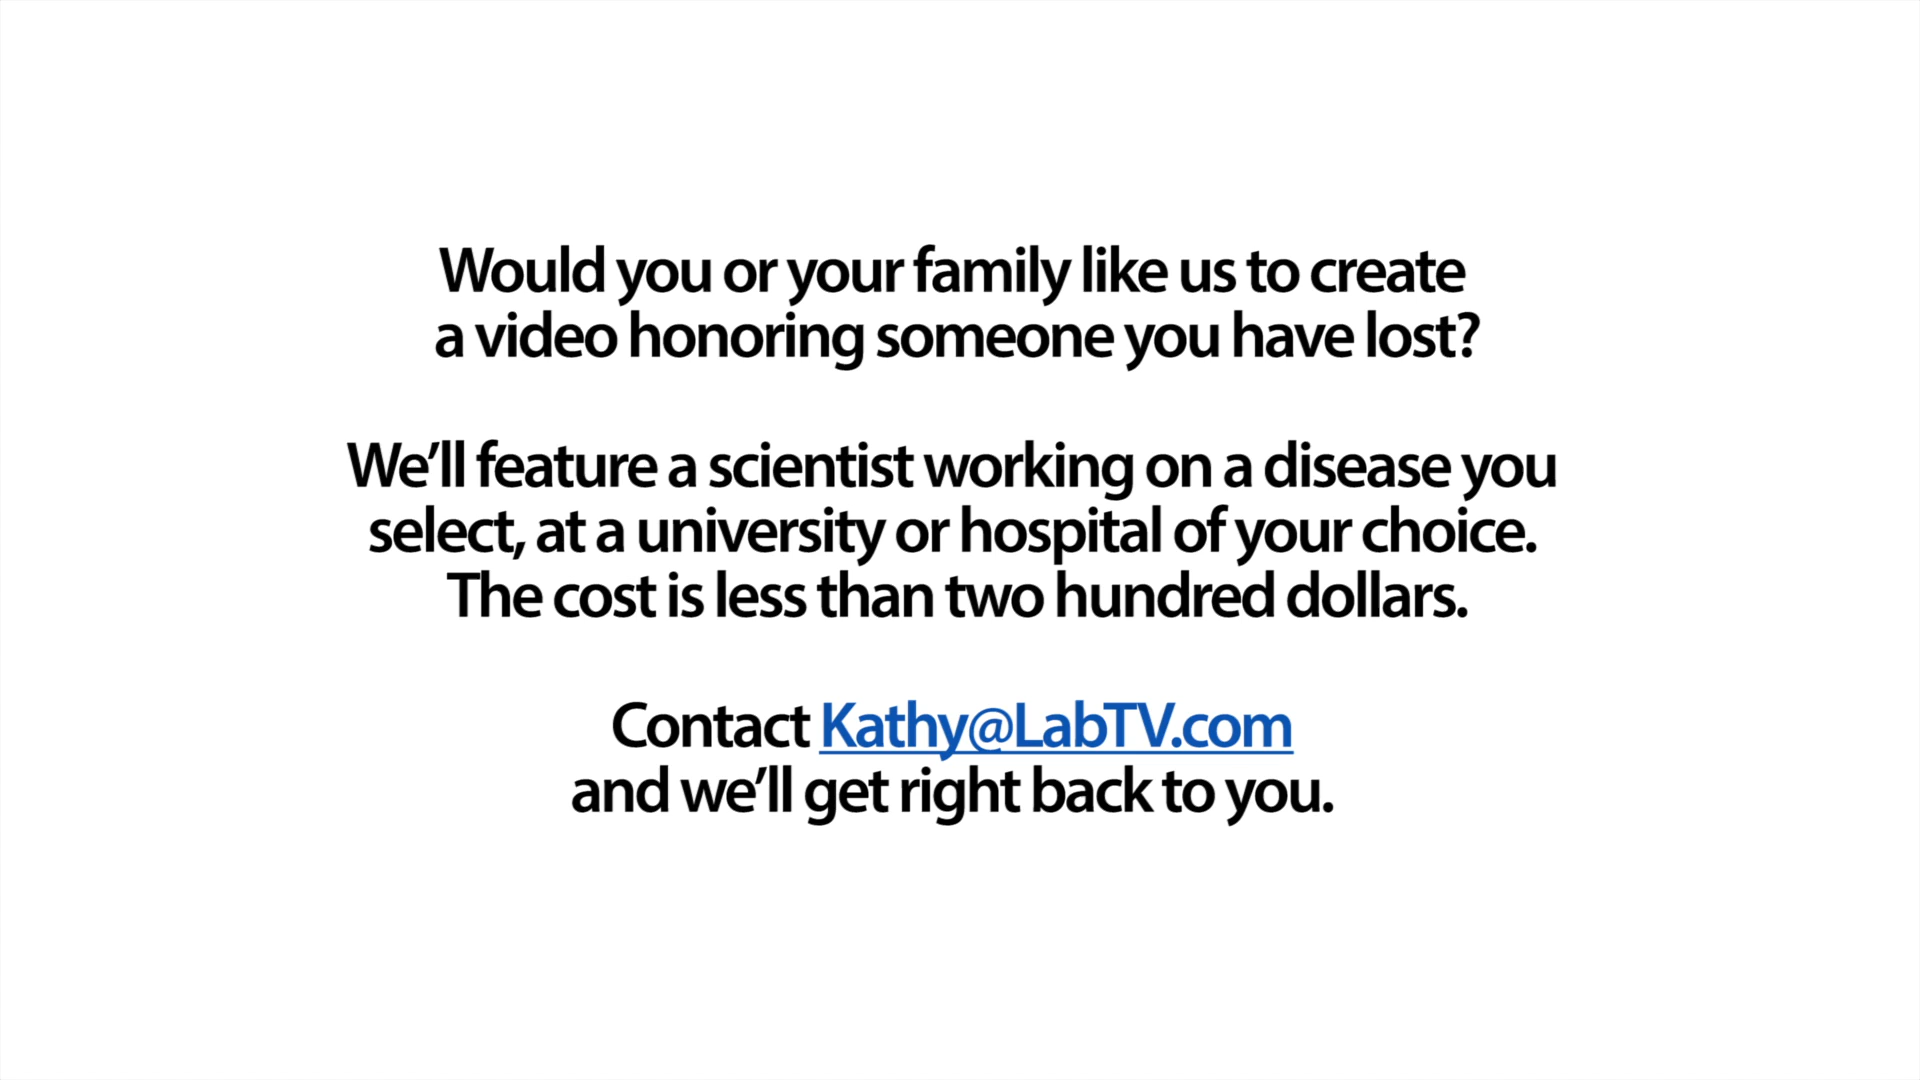 Would you or your family like us to create
a video honoring someone you have lost?
We’ll feature a scientist working on a disease you
select, at a university or hospital of your choice.
The cost is less than two hundred dollars.
Contact Kathy@LabTV.com
and we’ll get right back to you.